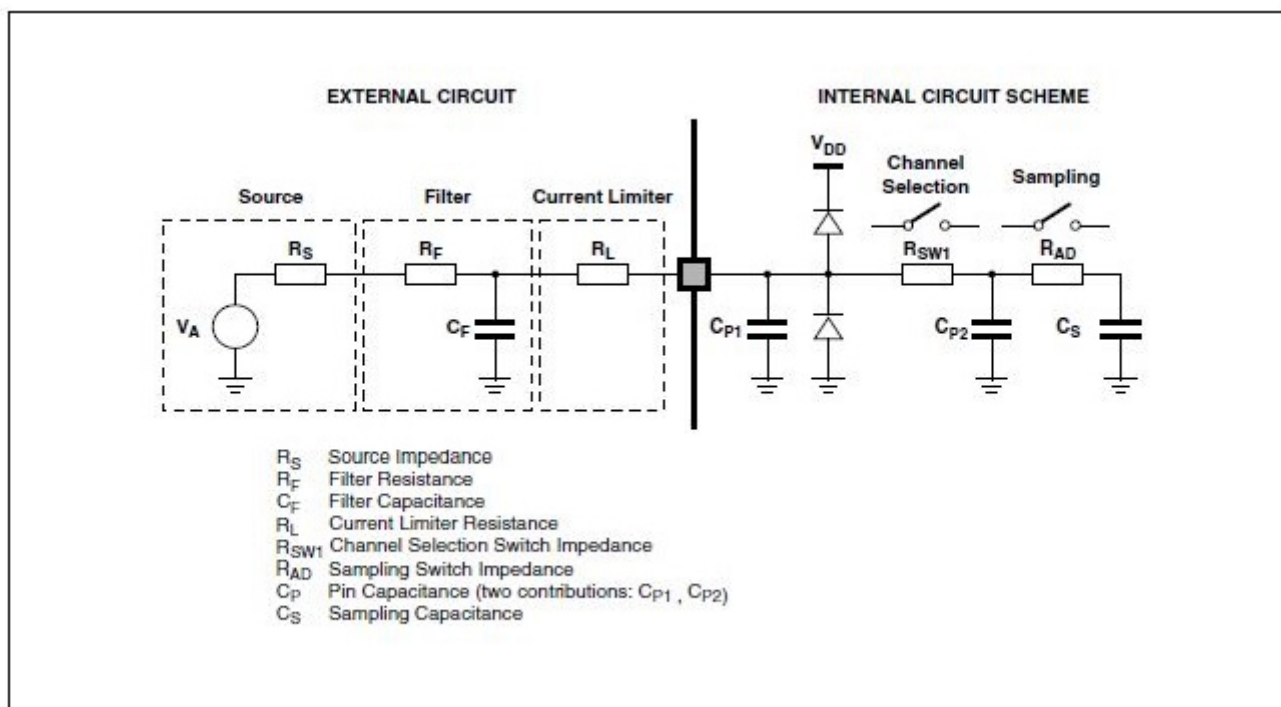 EXTERNAL CIRCUIT
INTERNAL CIRCUIT SCHEME
VDD
Channel
Selection
Sampling
Source
Filter
Current Limiter
RS
RF
RL
RSW1
RAD
VA
CF
CP1
CP2
CS
RS Source Impedance
RF Filter Resistance
CF Filter Capacitance
RL Current Limiter Resistance
RSW1 Channel Selection Switch Impedance
RAD Sampling Switch Impedance
CP Pin Capacitance (two contributions: CP1 , CP2)
CS Sampling Capacitance